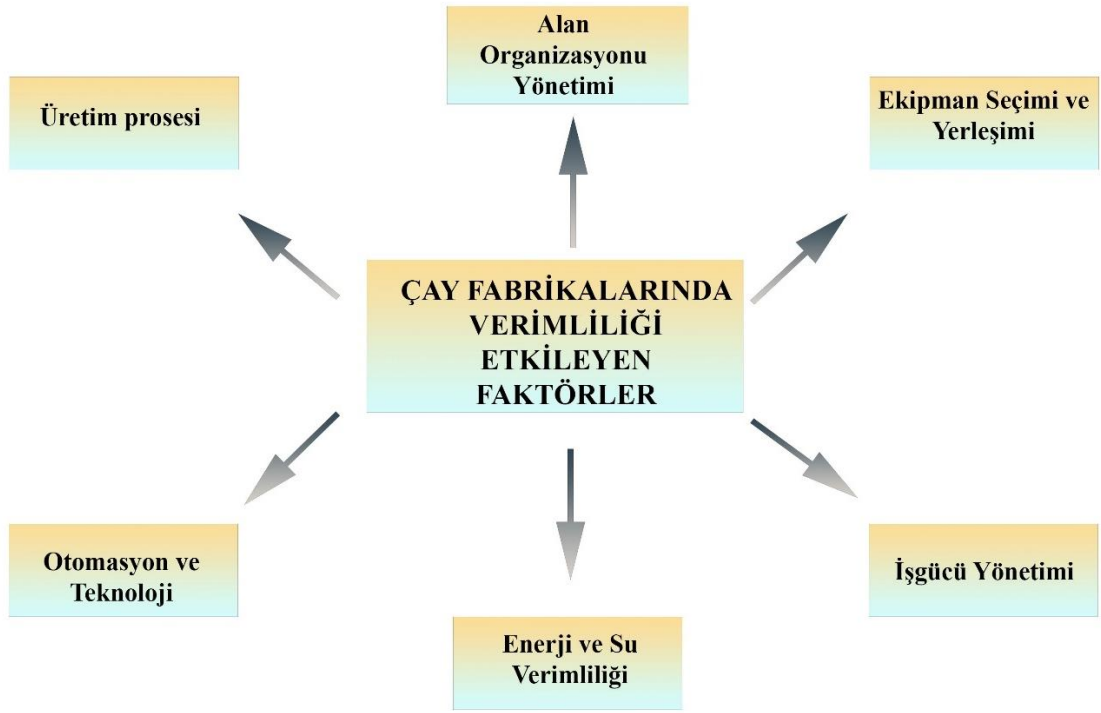 Alan
Organizasyonu
Yönetimi
Üretim prosesi
Ekipman Seçimi ve
Yerleşimi
ÇAY FABRİKALARINDA
VERİMLİLİĞİ
ETKİLEYEN
FAKTÖRLER
Otomasyon ve
Teknoloji
İşgücü Yönetimi
Enerji ve Su
Verimliliği